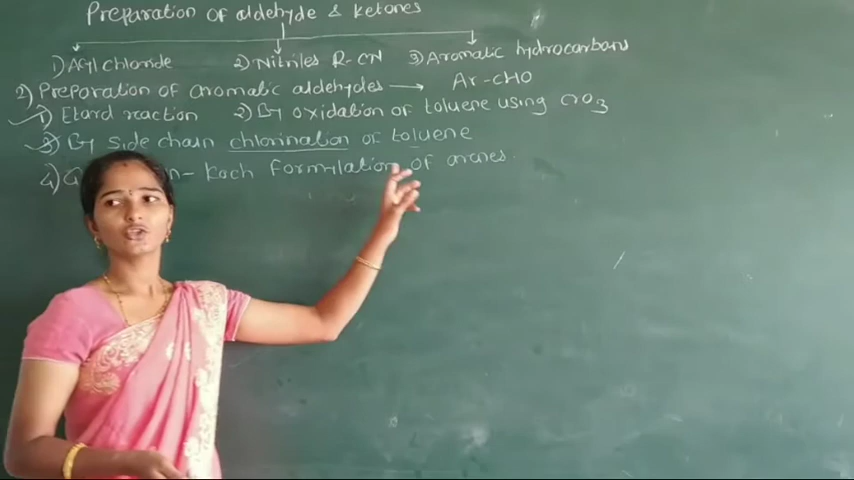 Preparation of aldehyde & ketones
1) Acyl chloride 2) Nitriles R-CN 3) Aromatic hydrocarbons
2) Preparation of aromatic aldehydes → Ar-CHO
1) Etard reaction 2) By oxidation of toluene using CrO3
3) By side chain chlorination of toluene
4) G n- Koch formylation of arenes.